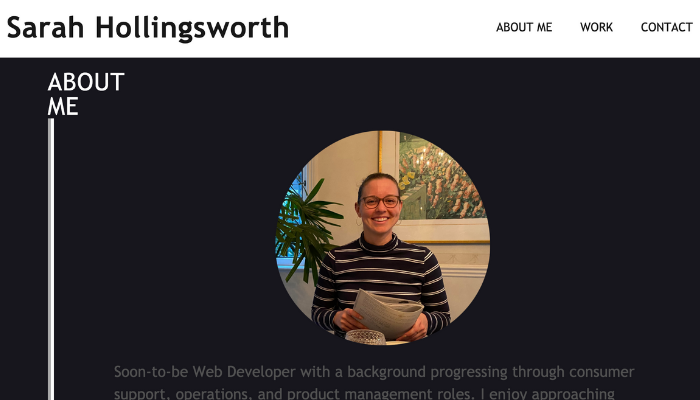 Sarah Hollingsworth
ABOUT ME WORK CONTACT
ABOUT
ME
Soon-to-be Web Developer with a background progressing through consumer
support, operations, and product management roles. I enjoy approaching